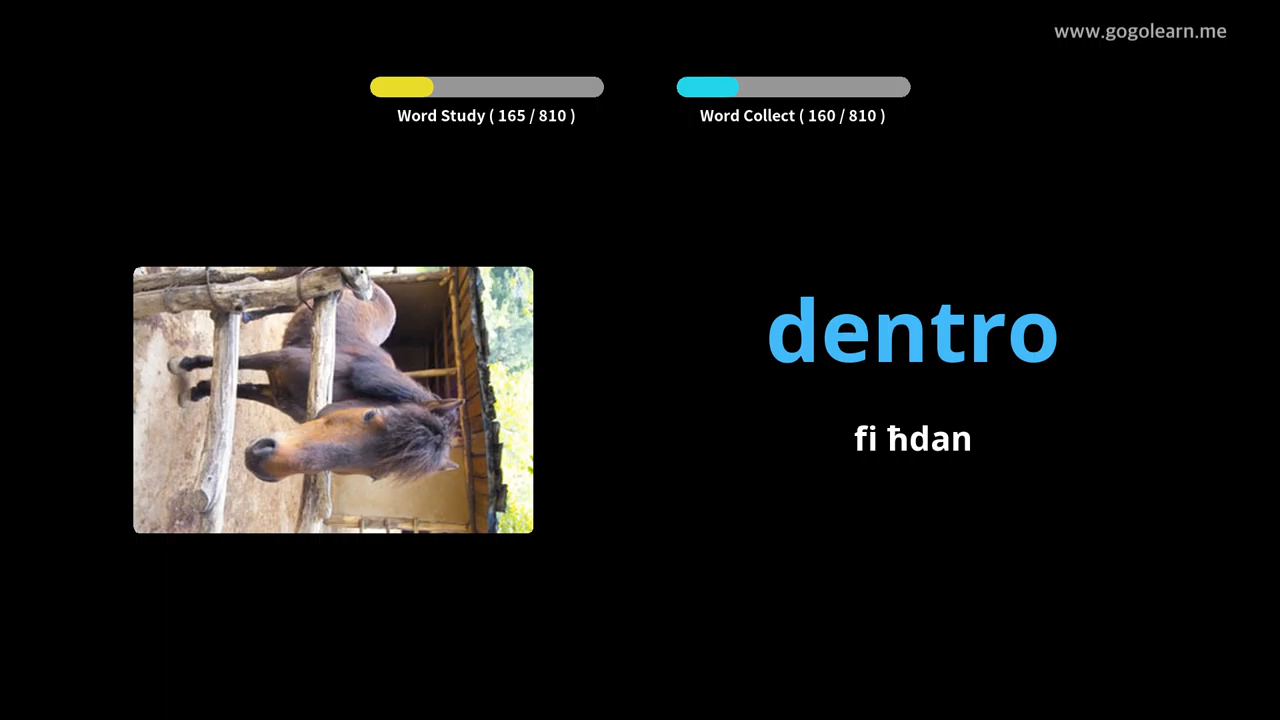 www.gogolearn.me
Word Study ( 165 / 810 )
Word Collect ( 160 / 810 )
dentro
fi ħdan